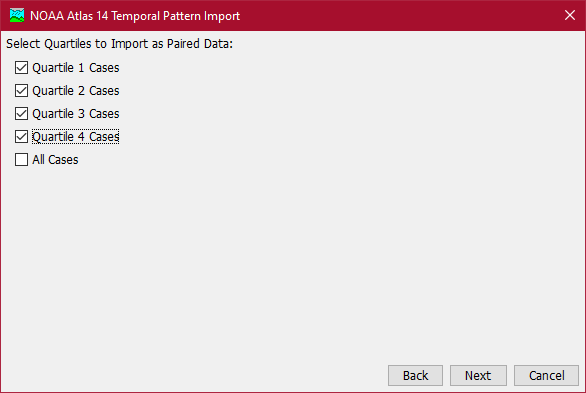 NOAA Atlas 14 Temporal Pattern Import
Select Quartiles to Import as Paired Data:
Quartile 1 Cases
Quartile 2 Cases
Quartile 3 Cases
Quartile 4 Cases
All Cases
Back Next Cancel